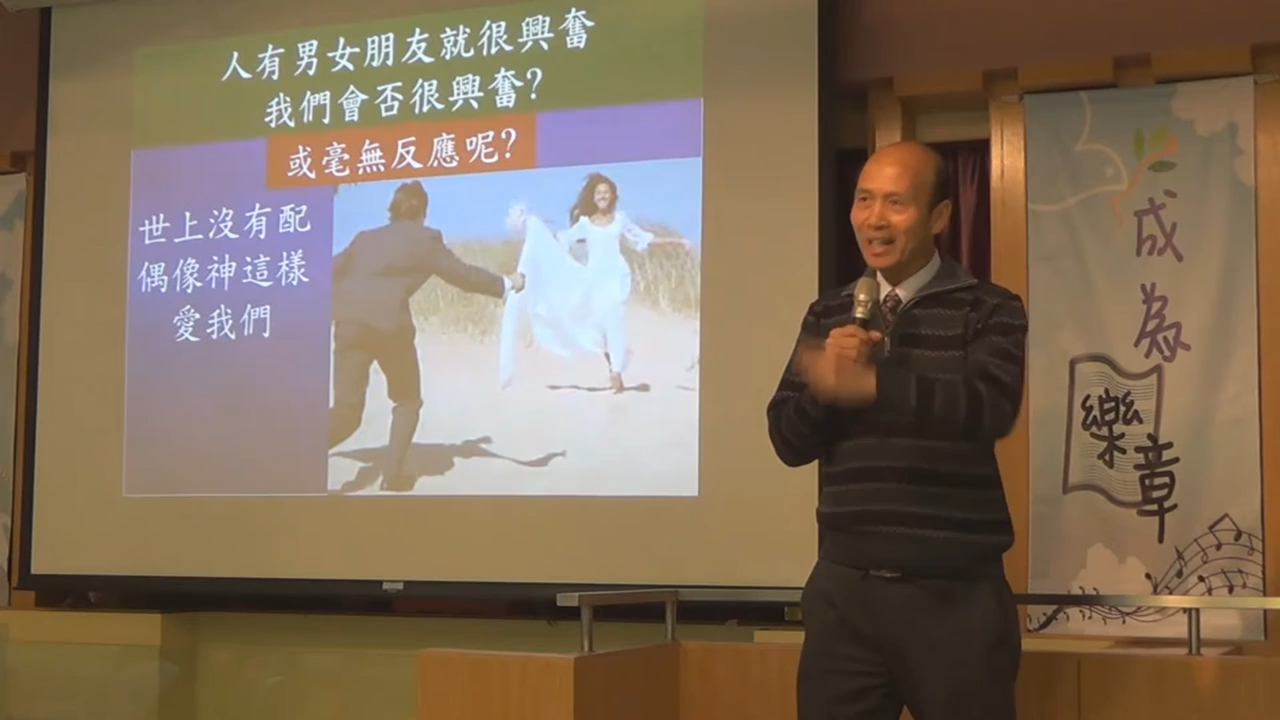 人有男女朋友就很興奮
我們會否很興奮?
或毫無反應呢?
世上沒有配
偶像神這樣
愛我們
成為
樂章